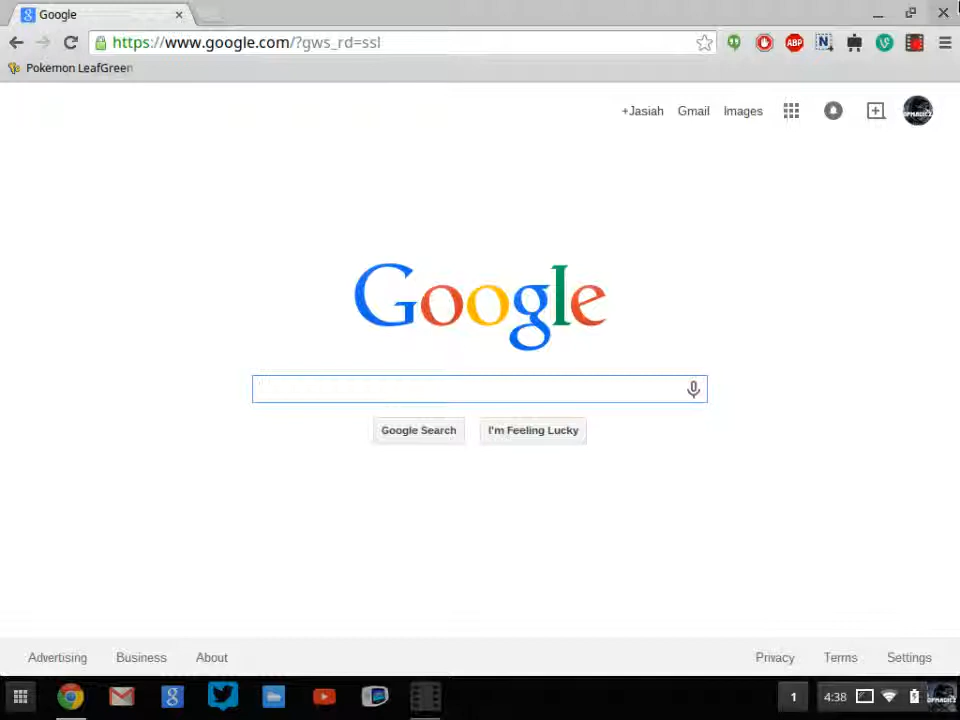 Google
https://www.google.com/?gws_rd=ssl
ABP
N
Pokemon LeafGreen
+Jasiah Gmail Images
Google
Google Search I'm Feeling Lucky
Advertising Business About Privacy Terms Settings
1 4:38